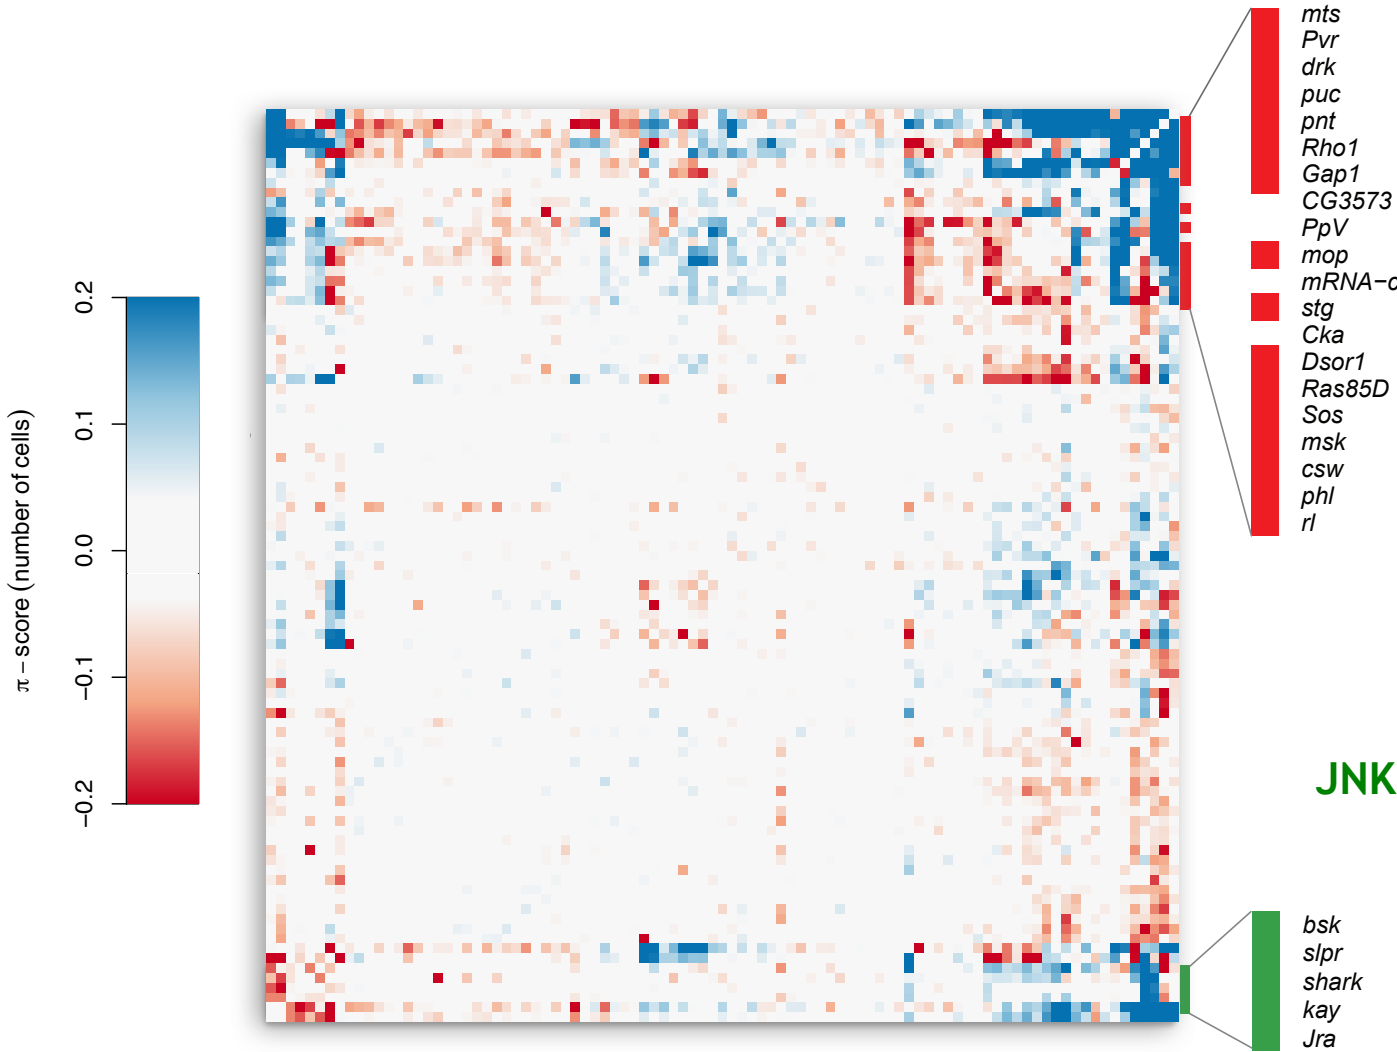 mts
Pvr
drk
puc
pnt
Rho1
Gap1
CG3573
PpV
mop
mRNA−c
stg
Cka
Dsor1
Ras85D
Sos
msk
csw
phl
rl
π − score (number of cells)
0.2
0.1
0.0
−0.1
−0.2
JNK
bsk
slpr
shark
kay
Jra